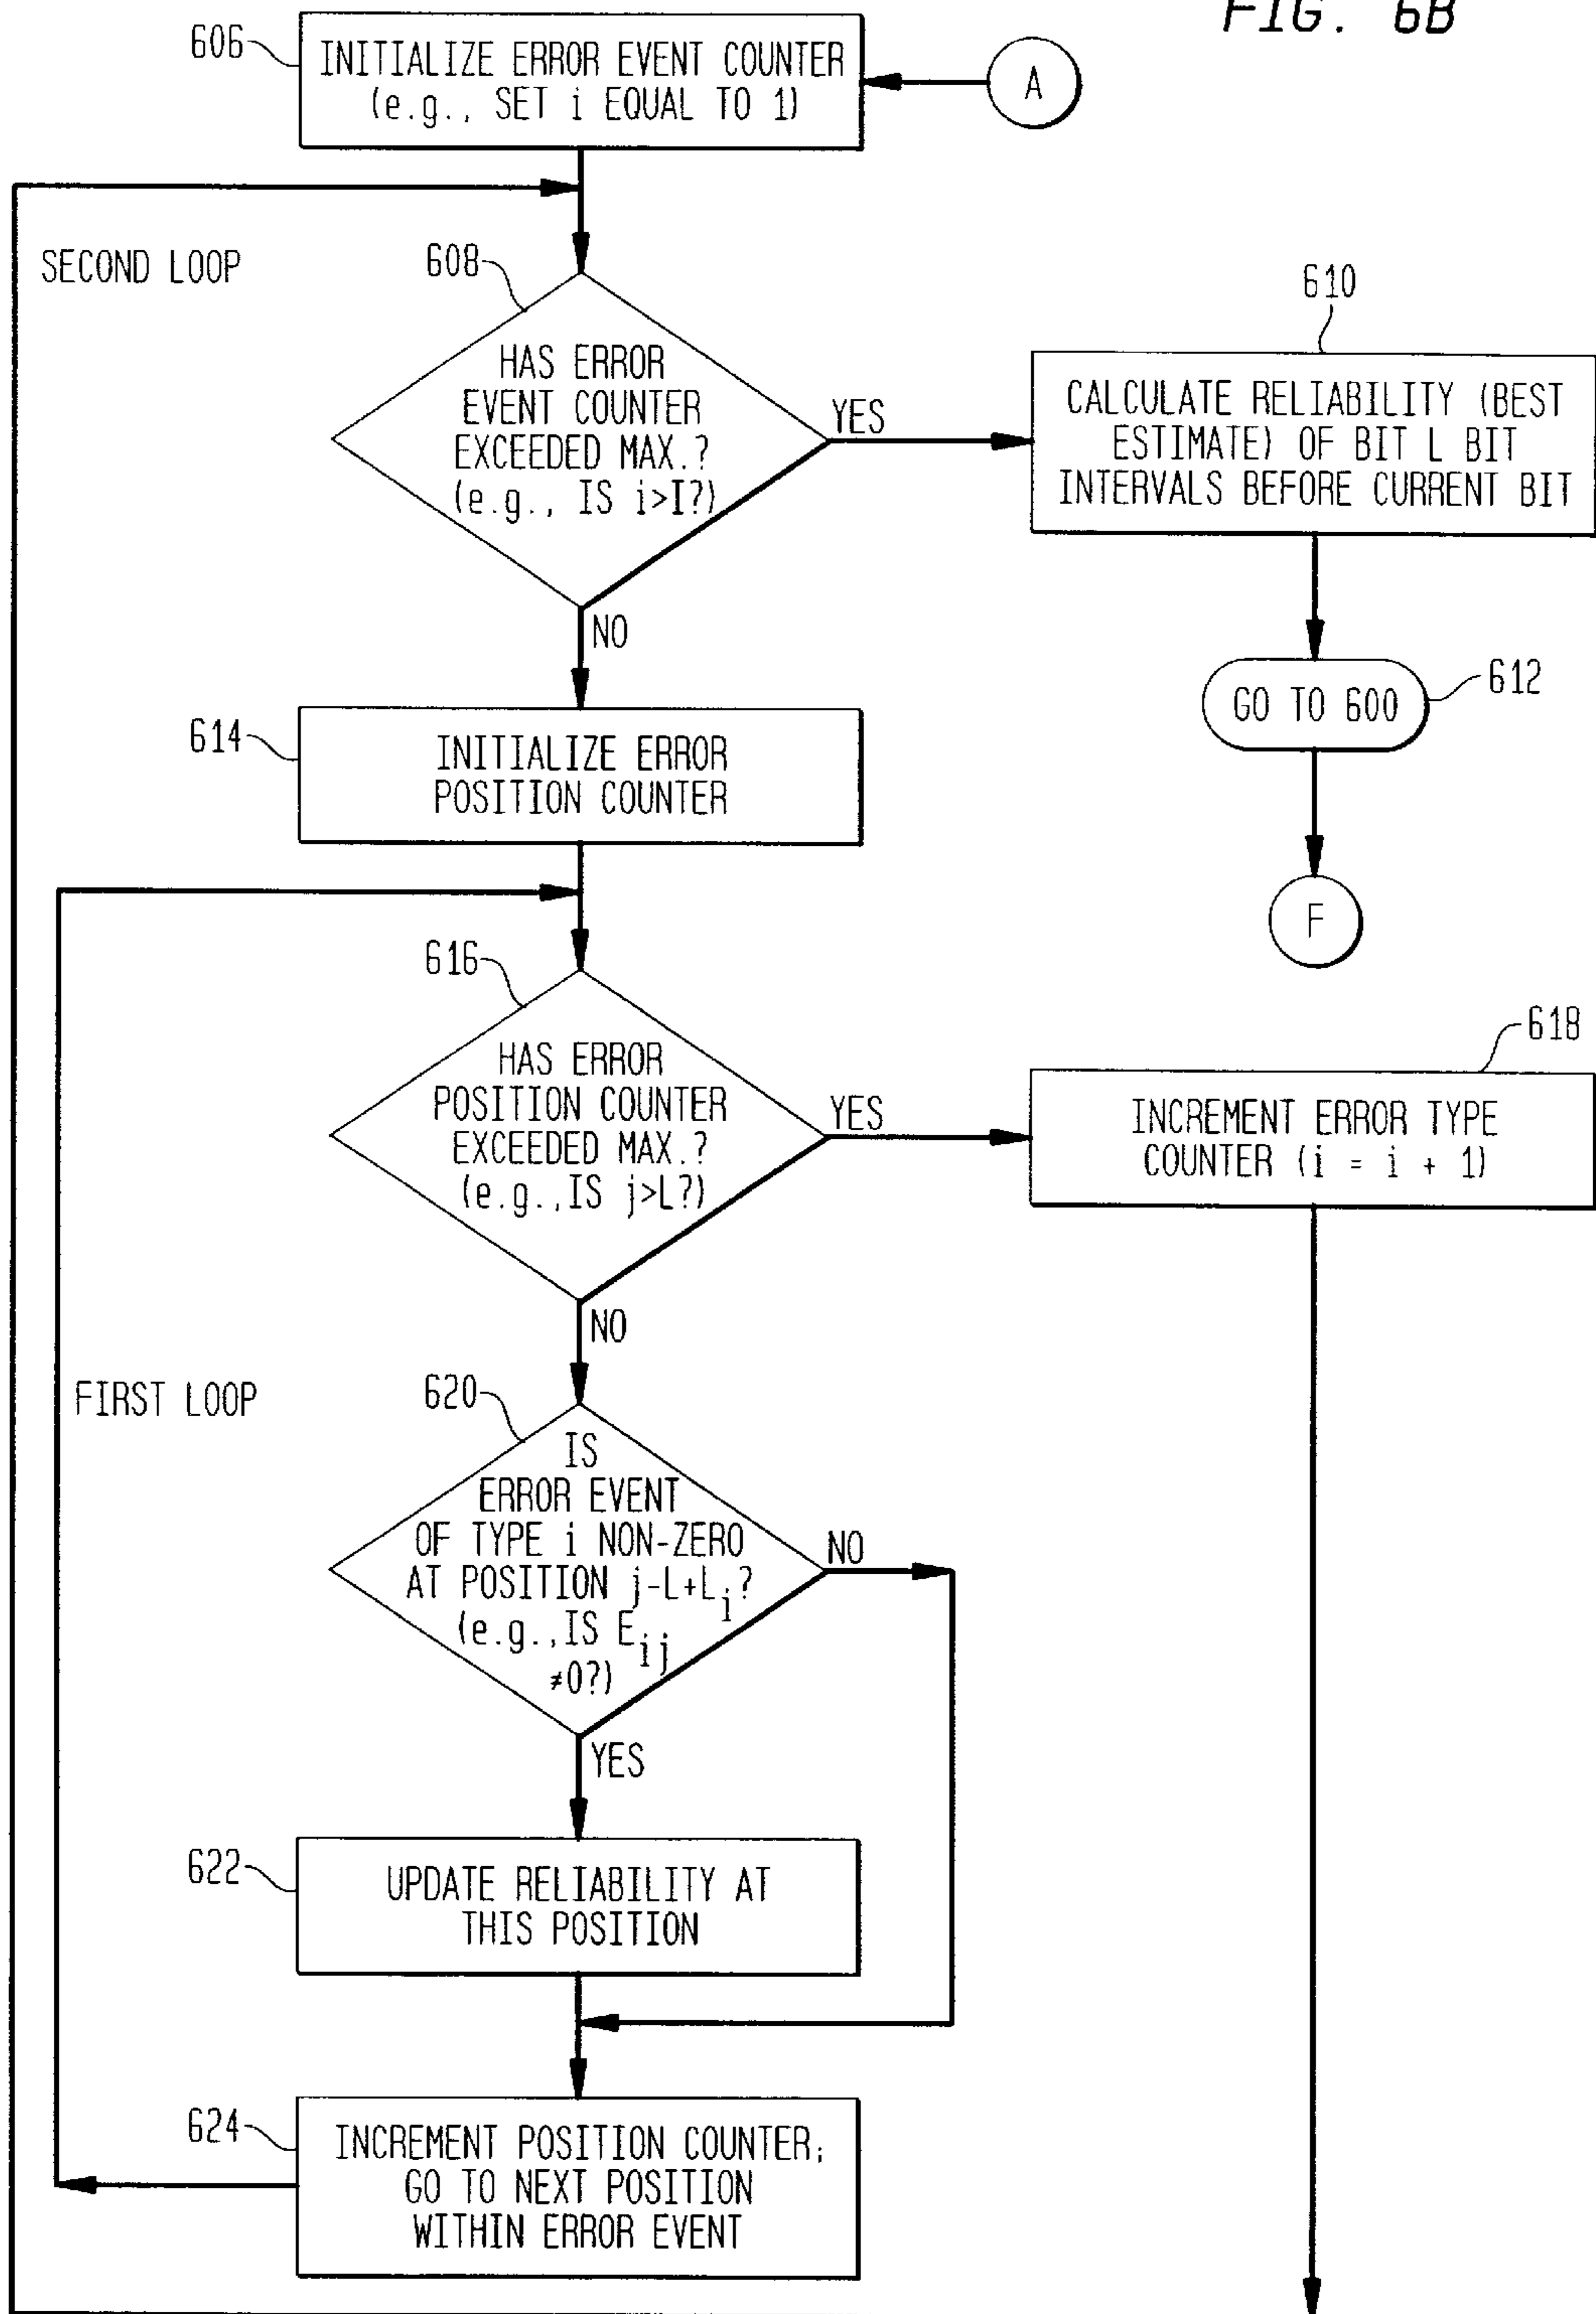 FIG. 6B
606
INITIALIZE ERROR EVENT COUNTER
(e.g., SET i EQUAL TO 1)
A
SECOND LOOP
608
HAS ERROR
EVENT COUNTER
EXCEEDED MAX.?
(e.g., IS i>I?)
YES
NO
610
CALCULATE RELIABILITY (BEST
ESTIMATE) OF BIT L BIT
INTERVALS BEFORE CURRENT BIT
GO TO 600
612
F
614
INITIALIZE ERROR
POSITION COUNTER
616
HAS ERROR
POSITION COUNTER
EXCEEDED MAX.?
(e.g.,IS j>L?)
YES
NO
618
INCREMENT ERROR TYPE
COUNTER (i = i + 1)
FIRST LOOP
620
IS
ERROR EVENT
OF TYPE i NON-ZERO
AT POSITION j-L+Li?
(e.g.,IS Eij
≠0?)
NO
YES
622
UPDATE RELIABILITY AT
THIS POSITION
624
INCREMENT POSITION COUNTER;
GO TO NEXT POSITION
WITHIN ERROR EVENT